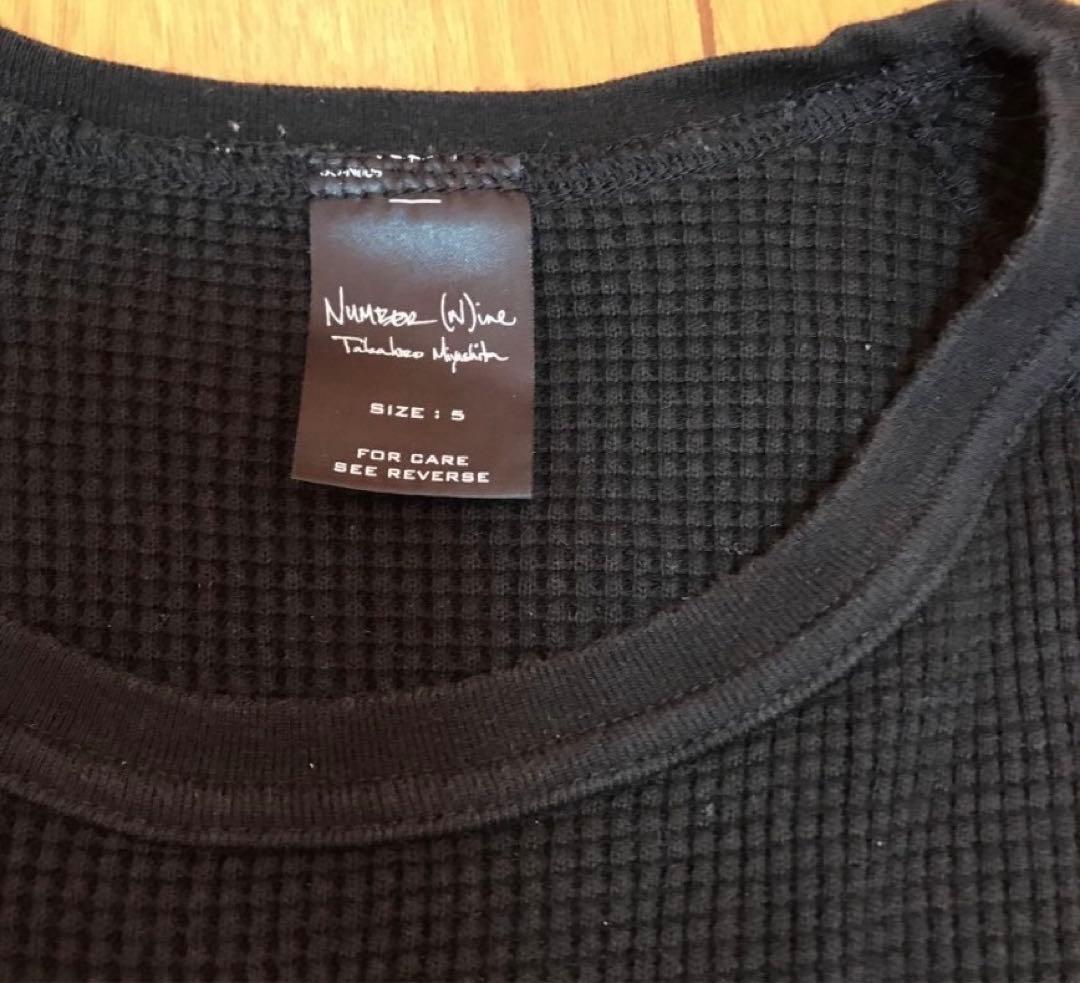 NUMBER (N)ine
Takahiro Miyashita
SIZE : 5
FOR CARE
SEE REVERSE